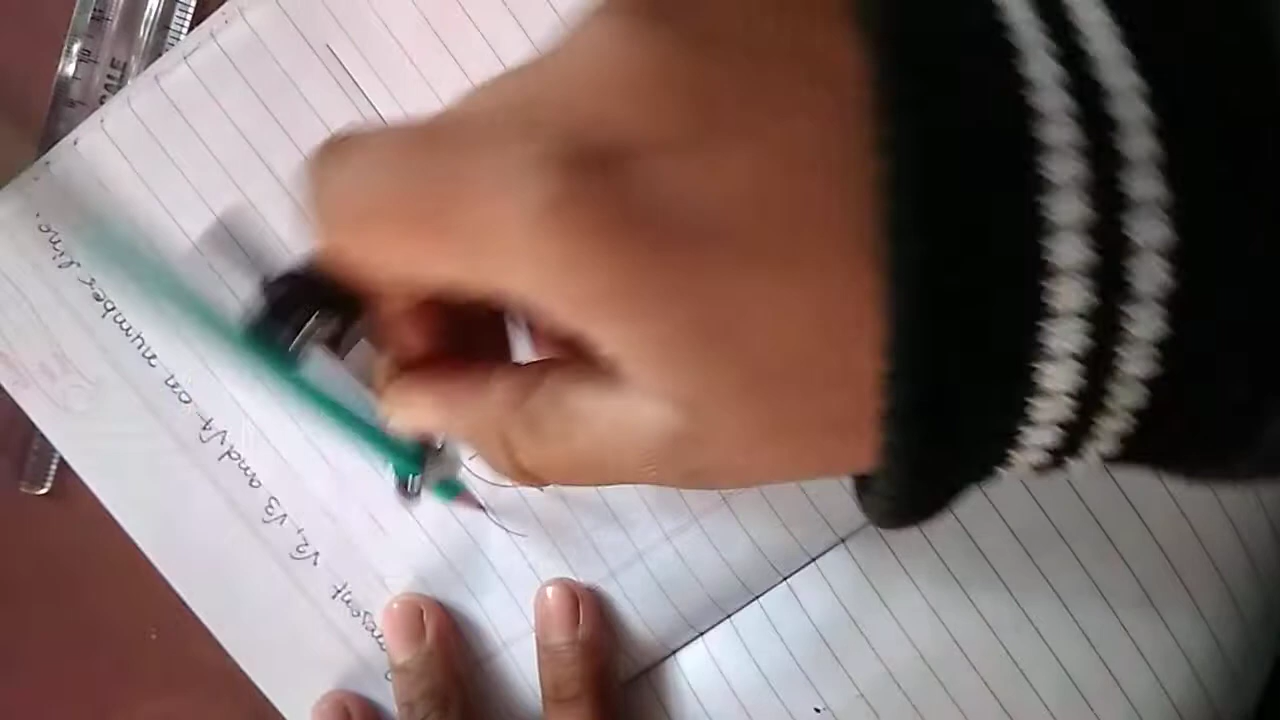 √2, √3 and √4 on number line.
SCALE